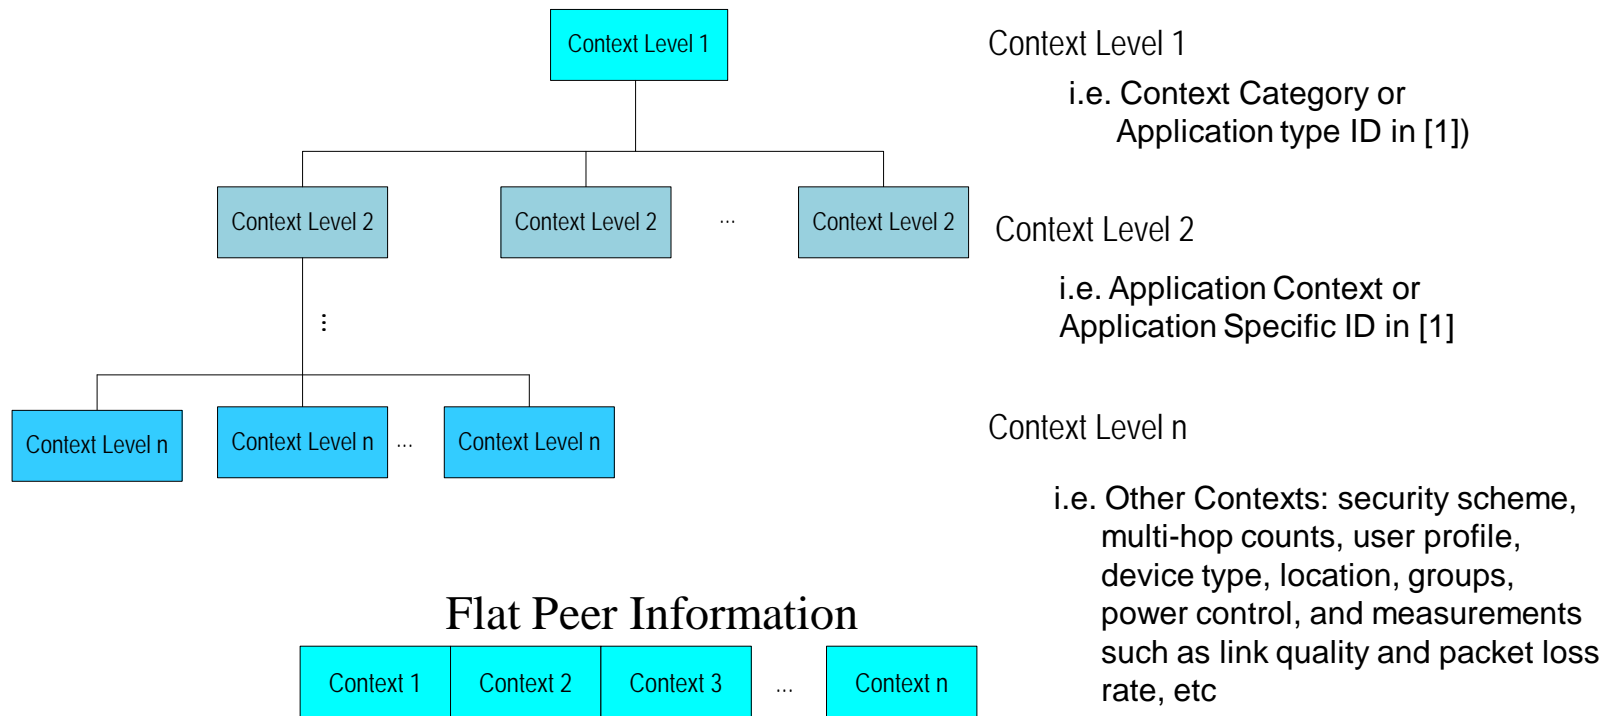 Context Level 1
Context Level 1
i.e. Context Category or
Application type ID in [1])
Context Level 2
Context Level 2
...
Context Level 2
Context Level 2
i.e. Application Context or
Application Specific ID in [1]
...
Context Level n
Context Level n
...
Context Level n
Context Level n
i.e. Other Contexts: security scheme,
multi-hop counts, user profile,
device type, location, groups,
power control, and measurements
such as link quality and packet loss
rate, etc
Flat Peer Information
Context 1
Context 2
Context 3
...
Context n